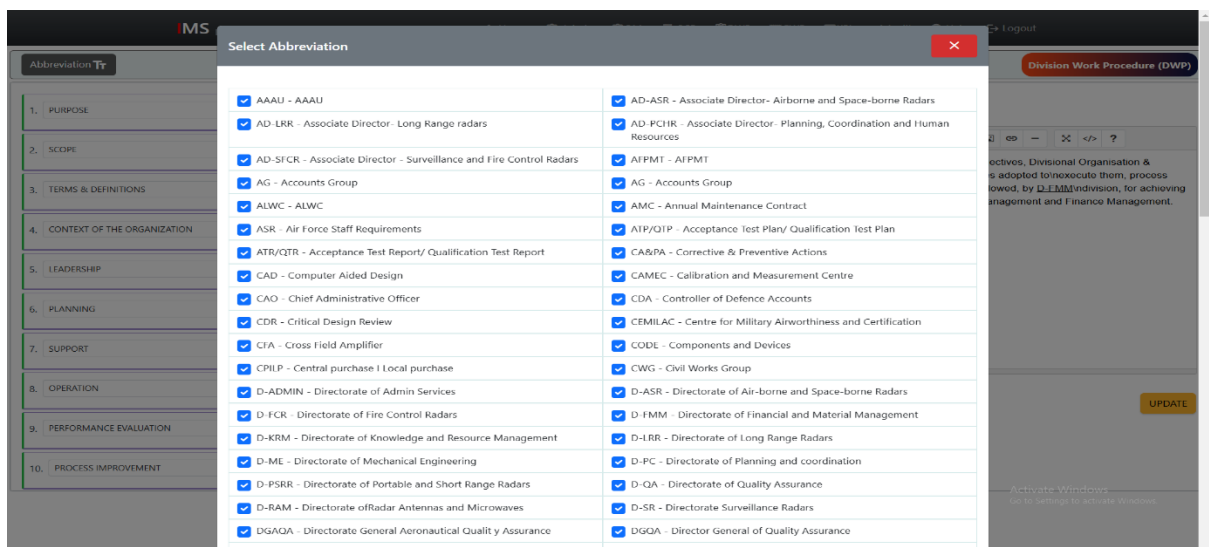 IMS
Logout
Select Abbreviation
Abbreviation
Division Work Procedure (DWP)
1. PURPOSE
2. SCOPE
3. TERMS & DEFINITIONS
4. CONTEXT OF THE ORGANIZATION
5. LEADERSHIP
6. PLANNING
7. SUPPORT
8. OPERATION
9. PERFORMANCE EVALUATION
10. PROCESS IMPROVEMENT
AAAU - AAAU
AD-ASR - Associate Director- Airborne and Space-borne Radars
AD-LRR - Associate Director- Long Range radars
AD-PCHR - Associate Director- Planning, Coordination and Human
Resources
AD-SFCR - Associate Director - Surveillance and Fire Control Radars
AFPMT - AFPMT
AG - Accounts Group
AG - Accounts Group
ALWC - ALWC
AMC - Annual Maintenance Contract
ASR - Air Force Staff Requirements
ATP/QTP - Acceptance Test Plan/ Qualification Test Plan
ATR/QTR - Acceptance Test Report/ Qualification Test Report
CA&PA - Corrective & Preventive Actions
CAD - Computer Aided Design
CAMEC - Calibration and Measurement Centre
CAO - Chief Administrative Officer
CDA - Controller of Defence Accounts
CDR - Critical Design Review
CEMILAC - Centre for Military Airworthiness and Certification
CFA - Cross Field Amplifier
CODE - Components and Devices
CPILP - Central purchase I Local purchase
CWG - Civil Works Group
D-ADMIN - Directorate of Admin Services
D-ASR - Directorate of Air-borne and Space-borne Radars
D-FCR - Directorate of Fire Control Radars
D-FMM - Directorate of Financial and Material Management
D-KRM - Directorate of Knowledge and Resource Management
D-LRR - Directorate of Long Range Radars
D-ME - Directorate of Mechanical Engineering
D-PC - Directorate of Planning and coordination
D-PSRR - Directorate of Portable and Short Range Radars
D-QA - Directorate of Quality Assurance
D-RAM - Directorate ofRadar Antennas and Microwaves
D-SR - Directorate Surveillance Radars
DGAQA - Directorate General Aeronautical Qualit y Assurance
DGQA - Director General of Quality Assurance
ectives, Divisional Organisation &
s adopted to\nexecute them, process
lowed, by D-FMM\ndivision, for achieving
anagement and Finance Management.
UPDATE
Activate Windows
Go to Settings to activate Windows.